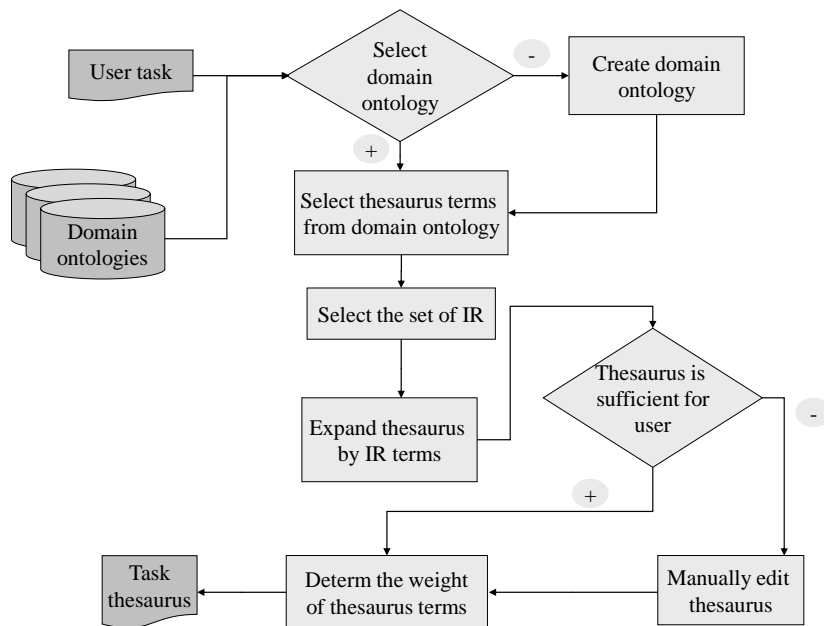 User task
Select
domain
ontology
-
Create domain
ontology
+
Select thesaurus terms
from domain ontology
Domain
ontologies
Select the set of IR
Thesaurus is
sufficient for
user
-
Expand thesaurus
by IR terms
+
Task
thesaurus
Determ the weight
of thesaurus terms
Manually edit
thesaurus